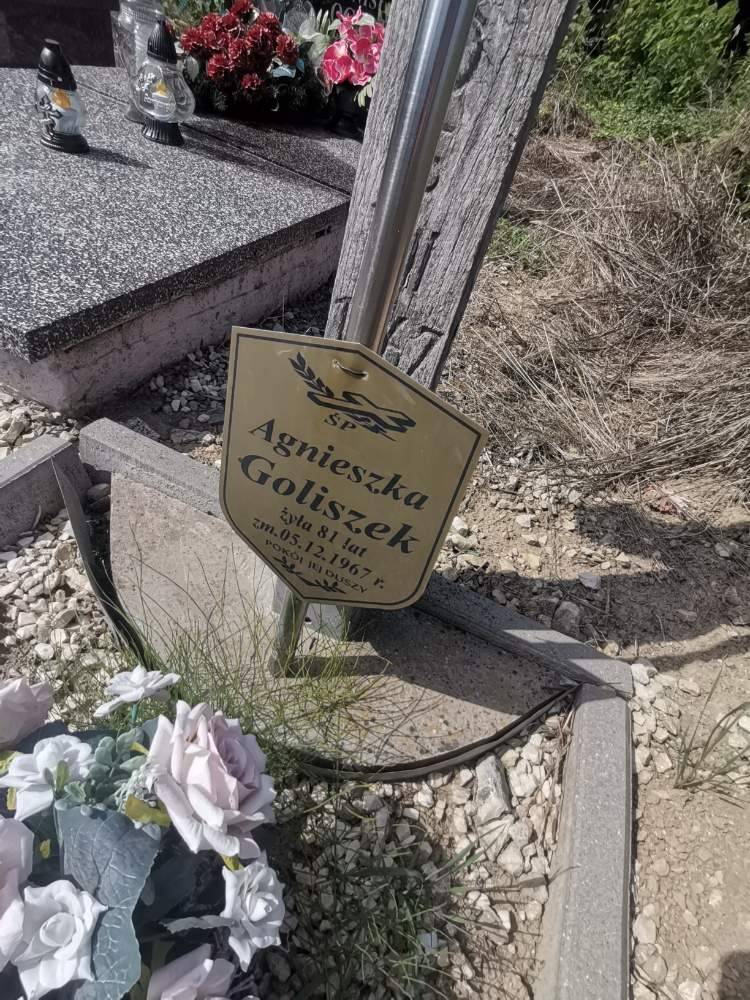 ŚP
Agnieszka
Goliszek
żyła 81 lat
zm.05.12.1967 r.
POKÓJ JEJ DUSZY